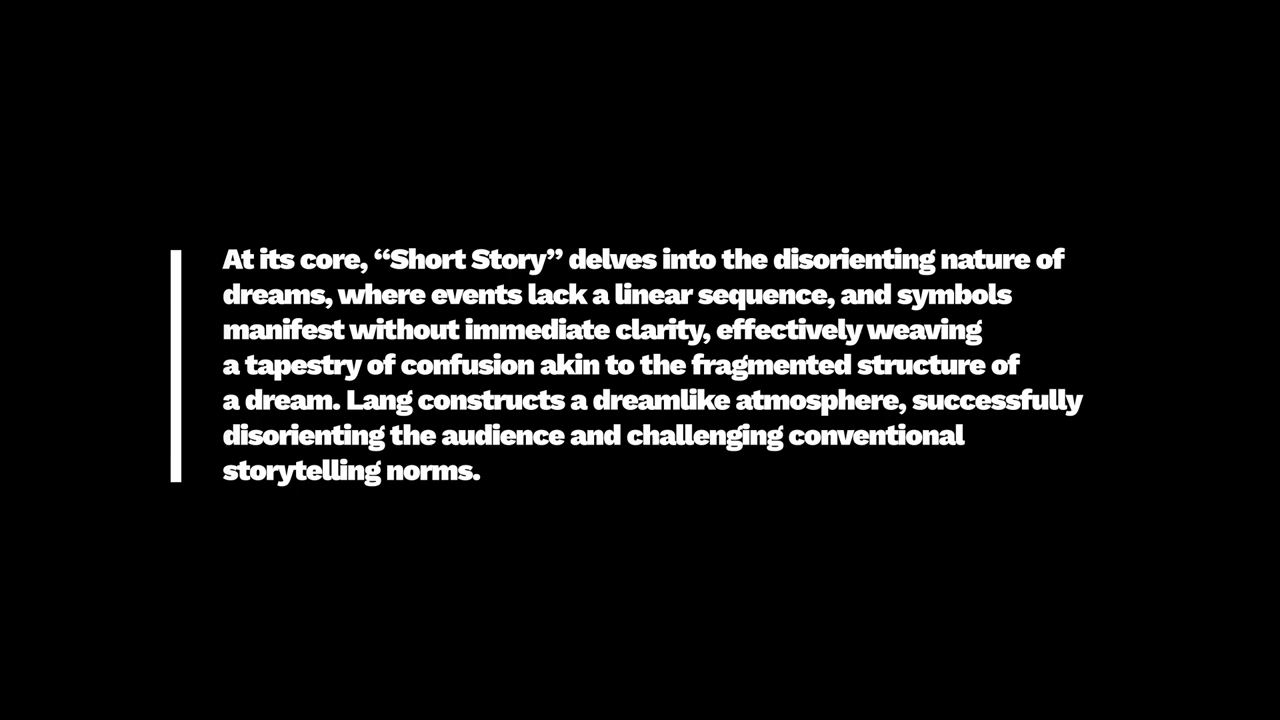 At its core, “Short Story” delves into the disorienting nature of
dreams, where events lack a linear sequence, and symbols
manifest without immediate clarity, effectively weaving
a tapestry of confusion akin to the fragmented structure of
a dream. Lang constructs a dreamlike atmosphere, successfully
disorienting the audience and challenging conventional
storytelling norms.